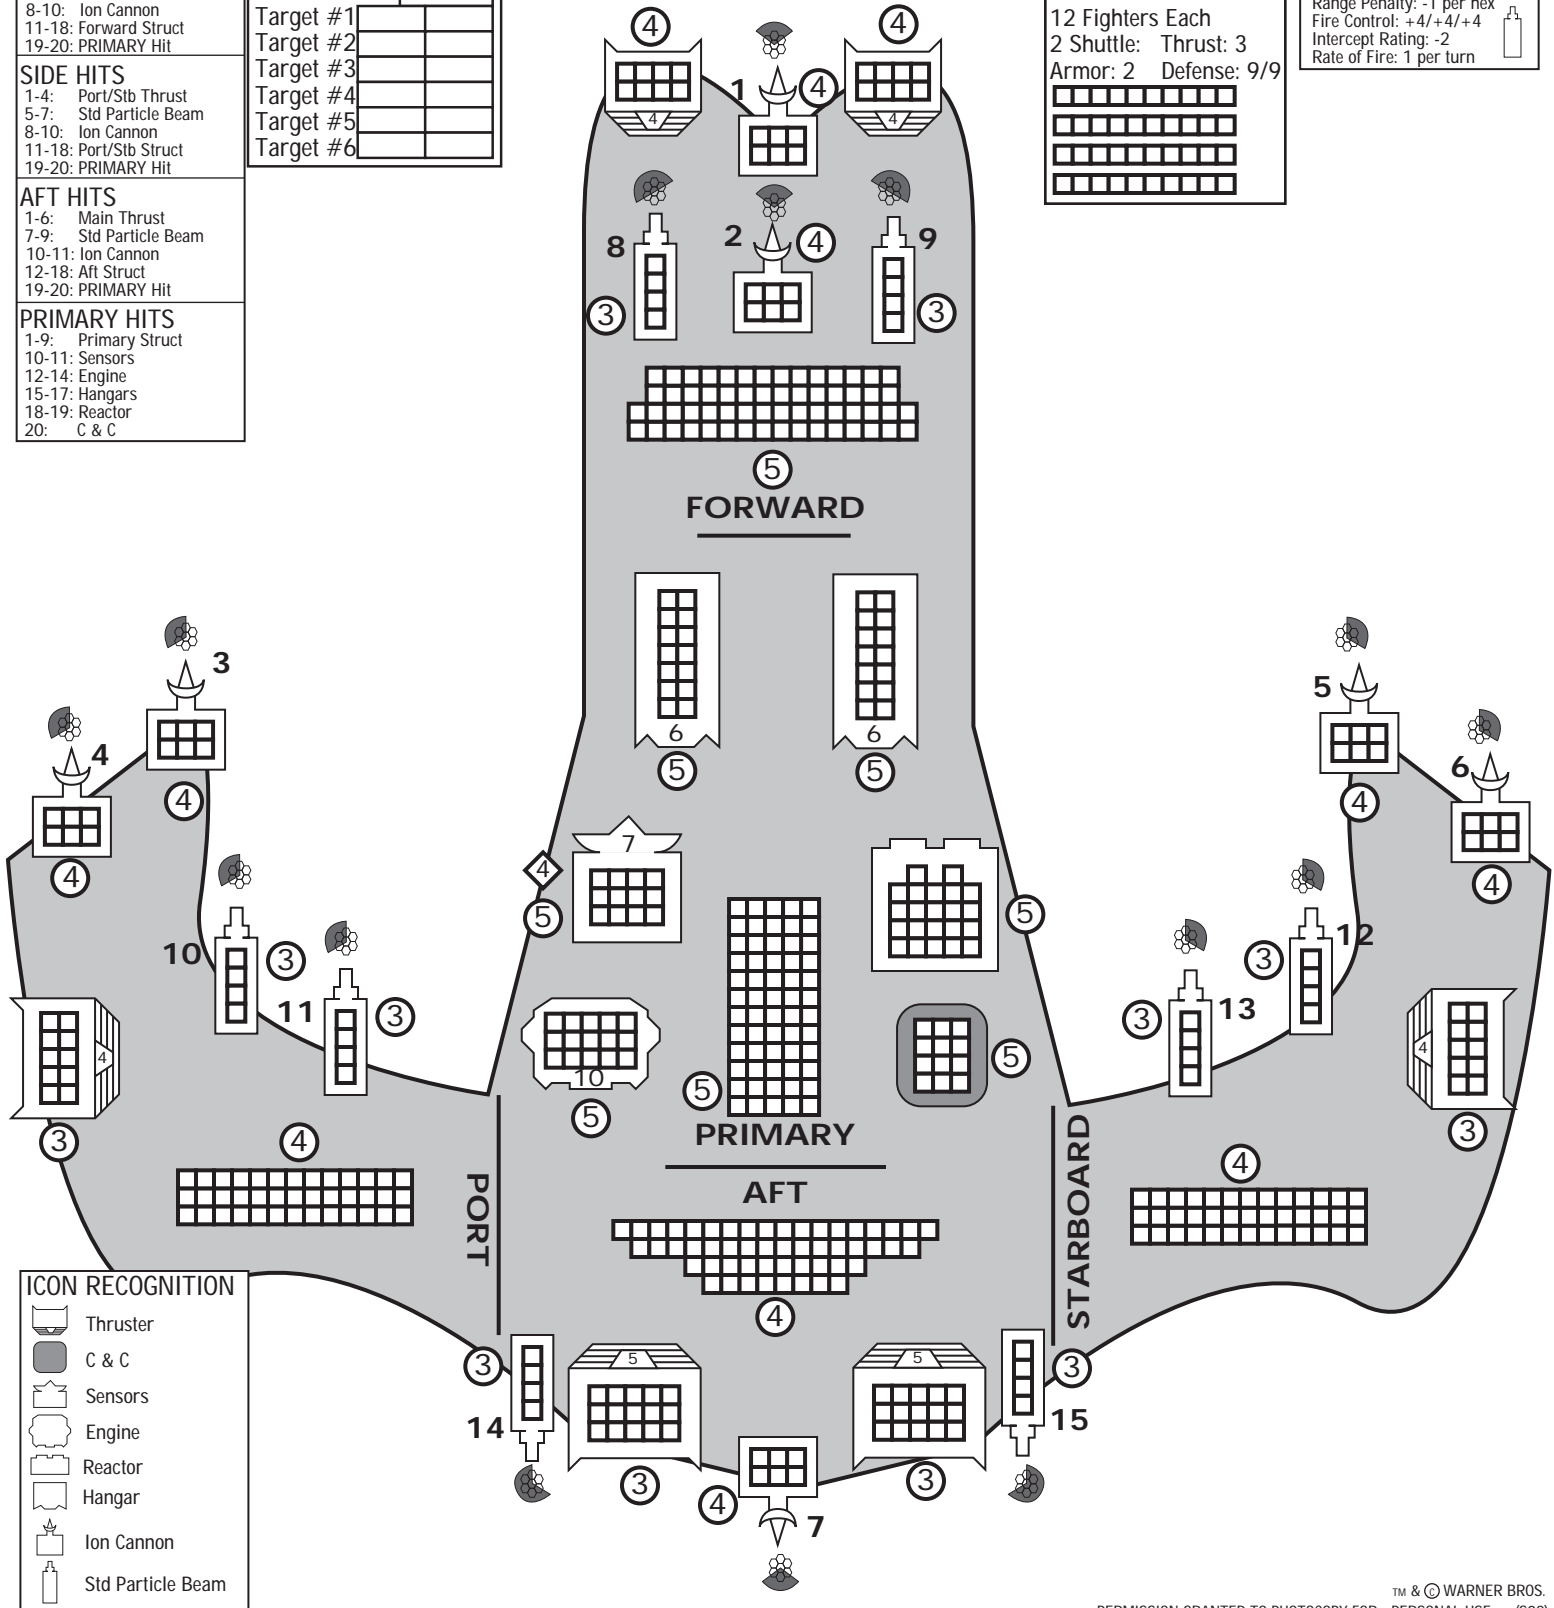 8-10: Ion Cannon
11-18: Forward Struct
19-20: PRIMARY Hit
SIDE HITS
1-4: Port/Stb Thrust
5-7: Std Particle Beam
8-10: Ion Cannon
11-18: Port/Stb Struct
19-20: PRIMARY Hit
AFT HITS
1-6: Main Thrust
7-9: Std Particle Beam
10-11: Ion Cannon
12-18: Aft Struct
19-20: PRIMARY Hit
PRIMARY HITS
1-9: Primary Struct
10-11: Sensors
12-14: Engine
15-17: Hangars
18-19: Reactor
20: C & C
Target #1
Target #2
Target #3
Target #4
Target #5
Target #6
12 Fighters Each
2 Shuttle: Thrust: 3
Armor: 2 Defense: 9/9
Range Penalty: -1 per hex
Fire Control: +4/+4/+4
Intercept Rating: -2
Rate of Fire: 1 per turn
4 4
1 4
4 4
8 2 4 9
3 3
5
FORWARD
6 6
5 5
3 5
4 6
4 4
4 4
7
4
5 5
10 3 12 3
11 3 13 3
4 4
10
5 5 5
3 3
PRIMARY
4 4
AFT
PORT
STARBOARD
4
3 5 5 3
14 15
3 3
4
7
ICON RECOGNITION
Thruster
C & C
Sensors
Engine
Reactor
Hangar
Ion Cannon
Std Particle Beam
TM & © WARNER BROS.